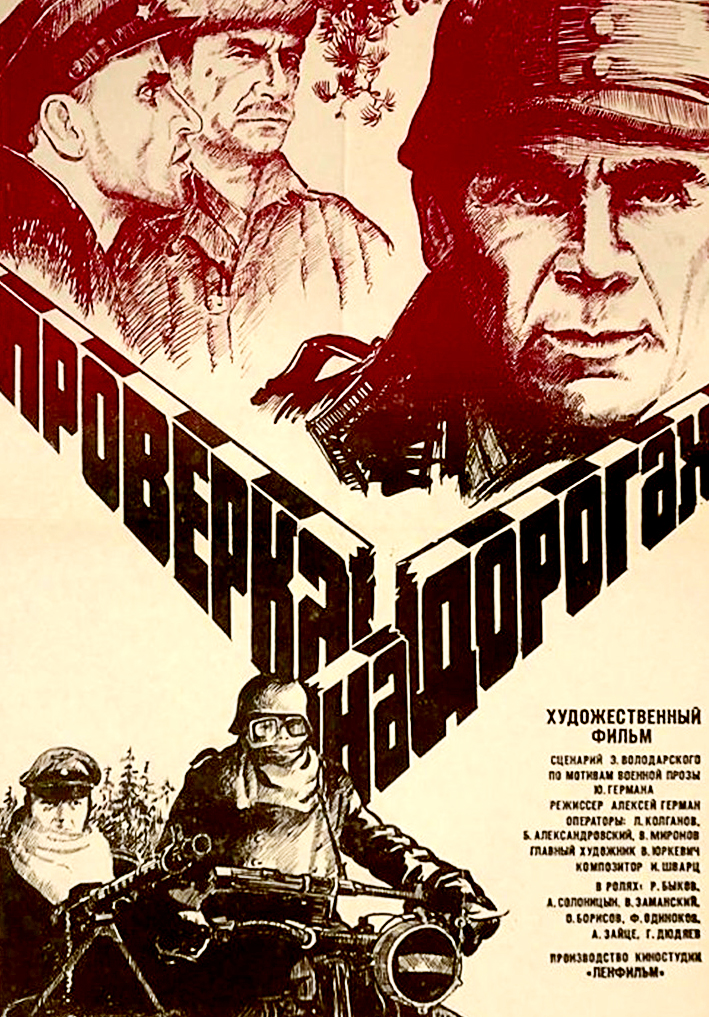 ПРОВЕРКА
НА ДОРОГАХ
ХУДОЖЕСТВЕННЫЙ
ФИЛЬМ
СЦЕНАРИЙ Э. ВОЛОДАРСКОГО
ПО МОТИВАМ ВОЕННОЙ ПРОЗЫ
Ю. ГЕРМАНА
РЕЖИССЕР АЛЕКСЕЙ ГЕРМАН
ОПЕРАТОРЫ: Л. КОЛГАНОВ,
Б. АЛЕКСАНДРОВСКИЙ, В. МИРОНОВ
ГЛАВНЫЙ ХУДОЖНИК В. ЮРКЕВИЧ
КОМПОЗИТОР И. ШВАРЦ
В РОЛЯХ: Р. БЫКОВ,
А. СОЛОНИЦЫН, В. ЗАМАНСКИЙ,
О. БОРИСОВ, Ф. ОДИНОКОВ,
А. ЗАЙЦЕ, Г. ДЮДЯЕВ
ПРОИЗВОДСТВО КИНОСТУДИИ
«ЛЕНФИЛЬМ»